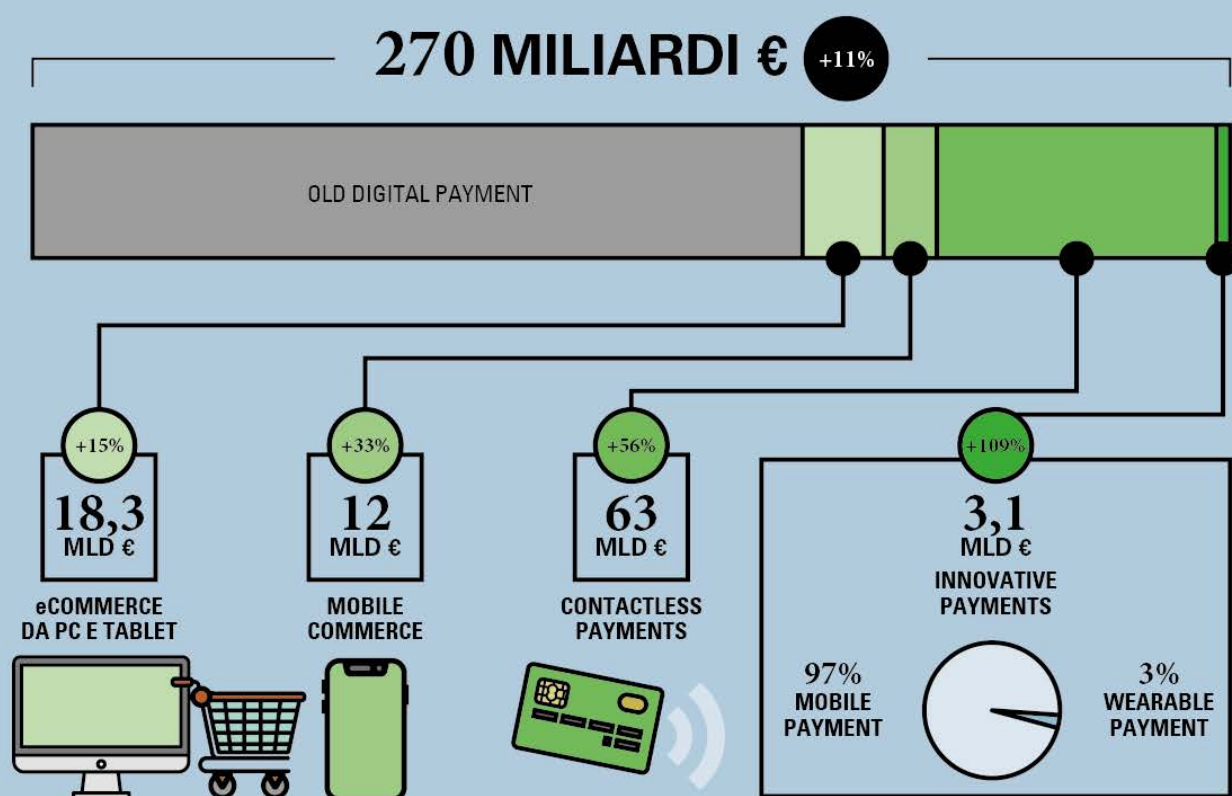 270 MILIARDI € +11%
OLD DIGITAL PAYMENT
+15%
18,3
MLD €
eCOMMERCE
DA PC E TABLET
+33%
12
MLD €
MOBILE
COMMERCE
+56%
63
MLD €
CONTACTLESS
PAYMENTS
+109%
3,1
MLD €
INNOVATIVE
PAYMENTS
97%
MOBILE
PAYMENT
3%
WEARABLE
PAYMENT